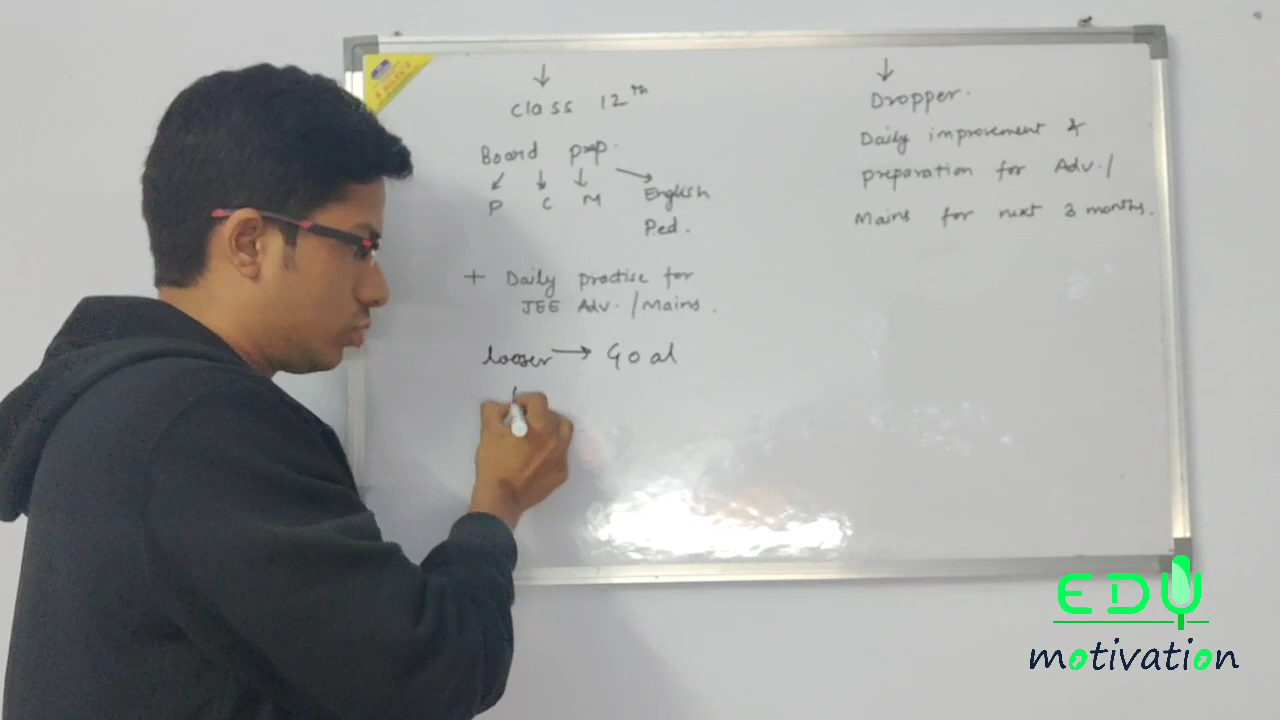 ↓
Class 12th
Board prep.
↙ ↓ ↓ ↘
P C M English
P.ed.
+ Daily practise for
JEE Adv. / Mains.
looser → Goal
↓
Dropper.
Daily improvement &
preparation for Adv. /
Mains for next 3 months.
EDU
motivation